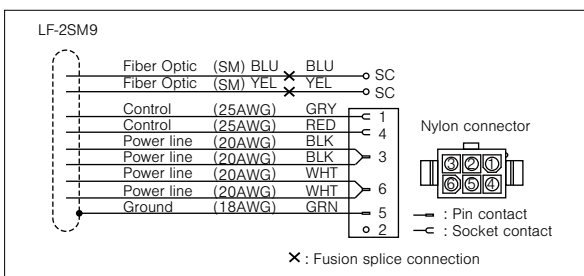 LF-2SM9
Fiber Optic (SM) BLU BLU SC
Fiber Optic (SM) YEL YEL SC
Control (25AWG) GRY 1
Control (25AWG) RED 4
Power line (20AWG) BLK
Power line (20AWG) BLK 3
Power line (20AWG) WHT
Power line (20AWG) WHT 6
Ground (18AWG) GRN 5
2
Nylon connector
3 2 1
6 5 4
: Pin contact
: Socket contact
: Fusion splice connection